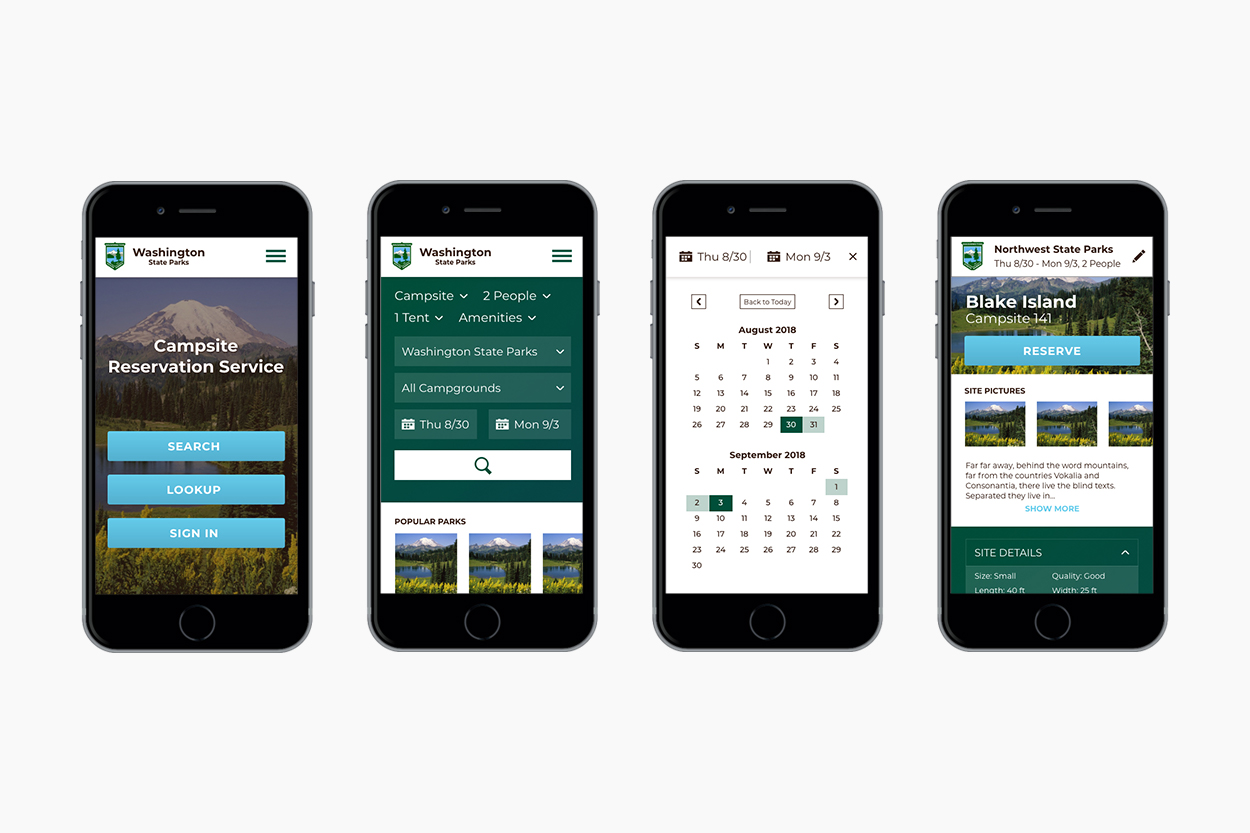 Washington
State Parks
Campsite
Reservation Service
SEARCH
LOOKUP
SIGN IN
Washington
State Parks
Campsite 2 People
1 Tent Amenities
Washington State Parks
All Campgrounds
Thu 8/30 Mon 9/3
POPULAR PARKS
Thu 8/30 Mon 9/3
Back to Today
August 2018
S M T W T F S
1 2 3 4
5 6 7 8 9 10 11
12 13 14 15 16 17 18
19 20 21 22 23 24 25
26 27 28 29 30 31
September 2018
S M T W T F S
1
2 3 4 5 6 7 8
9 10 11 12 13 14 15
16 17 18 19 20 21 22
23 24 25 26 27 28 29
30
Northwest State Parks
Thu 8/30 - Mon 9/3, 2 People
Blake Island
Campsite 141
RESERVE
SITE PICTURES
Far far away, behind the word mountains,
far from the countries Vokalia and
Consonantia, there live the blind texts.
Separated they live in...
SHOW MORE
SITE DETAILS
Size: Small Quality: Good
Length: 40 ft Width: 25 ft